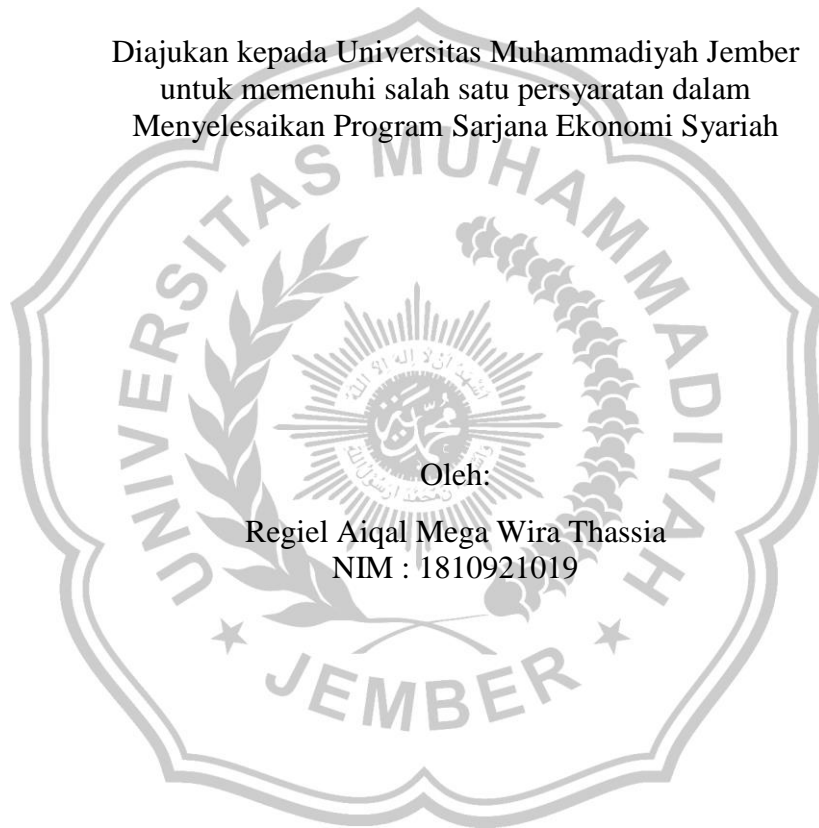 Diajukan kepada Universitas Muhammadiyah Jember
untuk memenuhi salah satu persyaratan dalam
Menyelesaikan Program Sarjana Ekonomi Syariah
UNIVERSITAS MUHAMMADIYAH
Oleh:
Regiel Aiqal Mega Wira Thassia
NIM : 1810921019
JEMBER